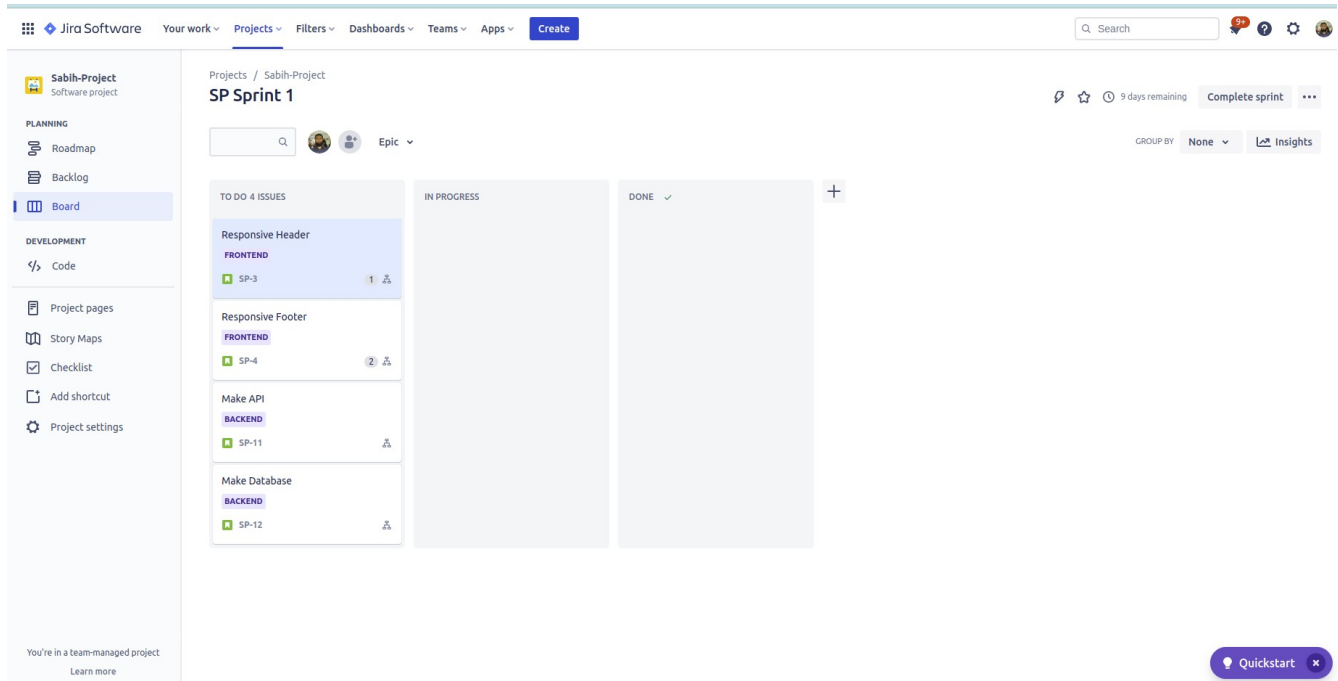 Jira Software Your work Projects Filters Dashboards Teams Apps Create Search 9+
Sabih-Project
Software project
PLANNING
Roadmap
Backlog
Board
DEVELOPMENT
Code
Project pages
Story Maps
Checklist
Add shortcut
Project settings
You're in a team-managed project
Learn more
Projects / Sabih-Project
SP Sprint 1
9 days remaining Complete sprint
Epic
GROUP BY None Insights
TO DO 4 ISSUES
Responsive Header
FRONTEND
SP-3 1
Responsive Footer
FRONTEND
SP-4 2
Make API
BACKEND
SP-11
Make Database
BACKEND
SP-12
IN PROGRESS
DONE
Quickstart